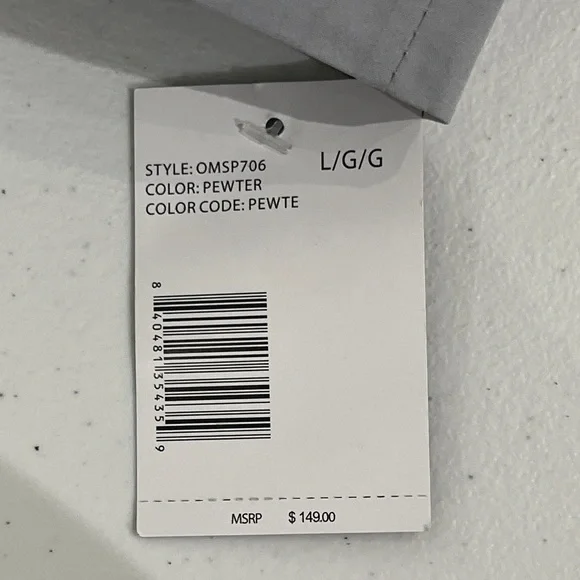 STYLE: OMSP706
L/G/G
COLOR: PEWTER
COLOR CODE: PEWTE
8 40481 35435 9
MSRP $ 149.00